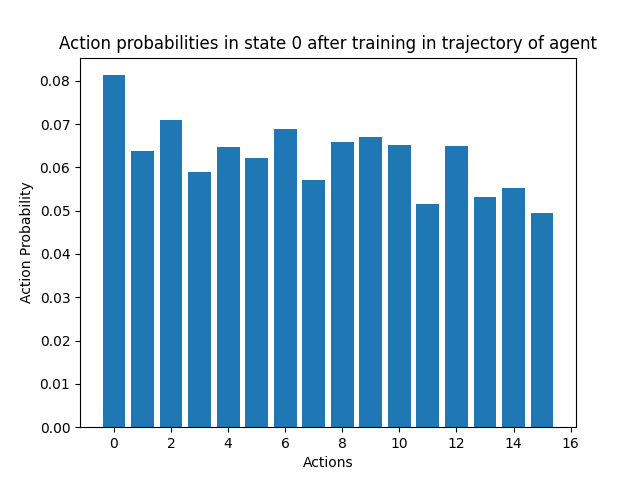 Action probabilities in state 0 after training in trajectory of agent
0.08
0.07
0.06
0.05
0.04
0.03
0.02
0.01
0.00
Action Probability
0 2 4 6 8 10 12 14 16
Actions